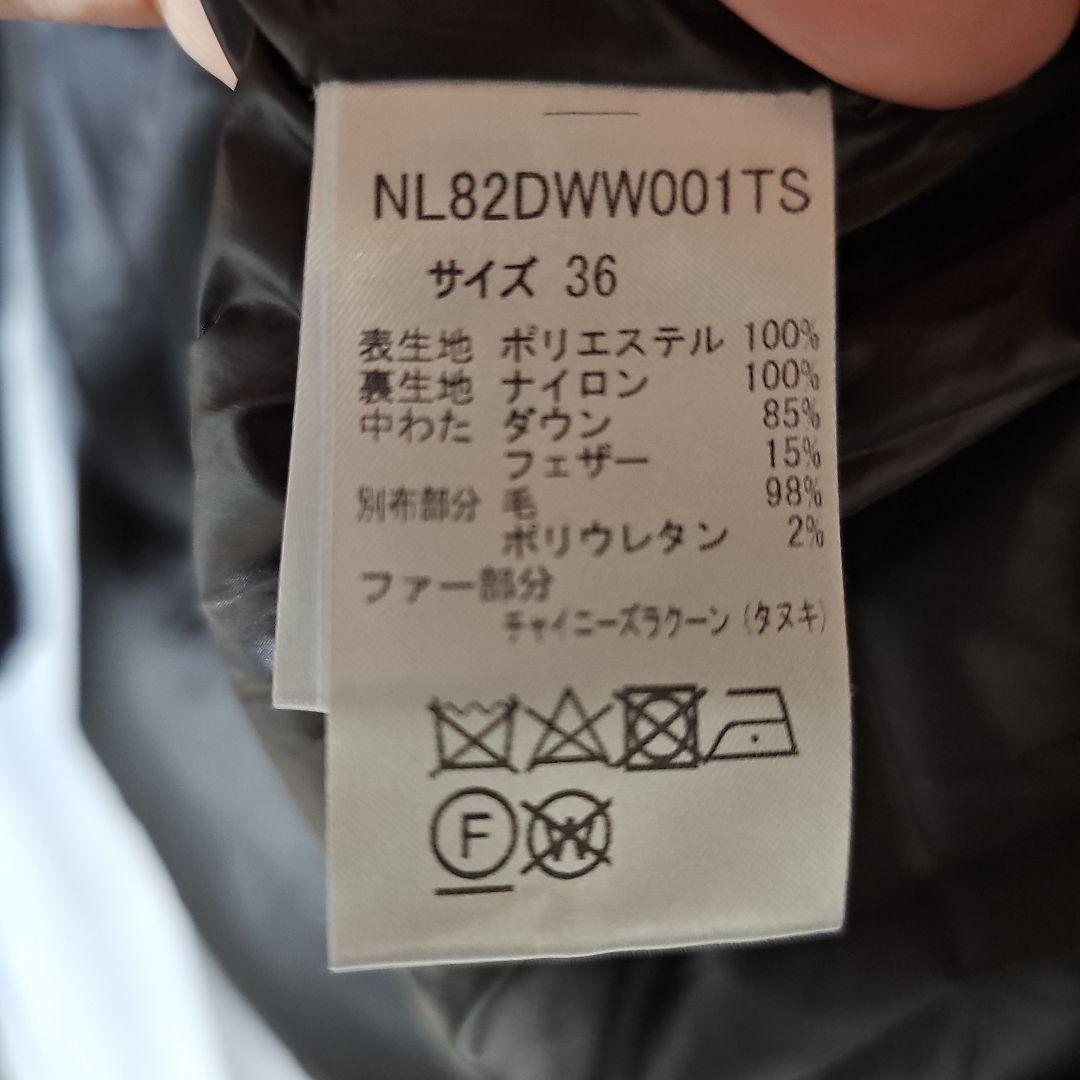 NL82DWW001TS
サイズ 36
表生地 ポリエステル 100%
裏生地 ナイロン 100%
中わた ダウン 85%
フェザー 15%
別布部分 毛 98%
ポリウレタン 2%
ファー部分
チャイニーズラクーン(タヌキ)
F W